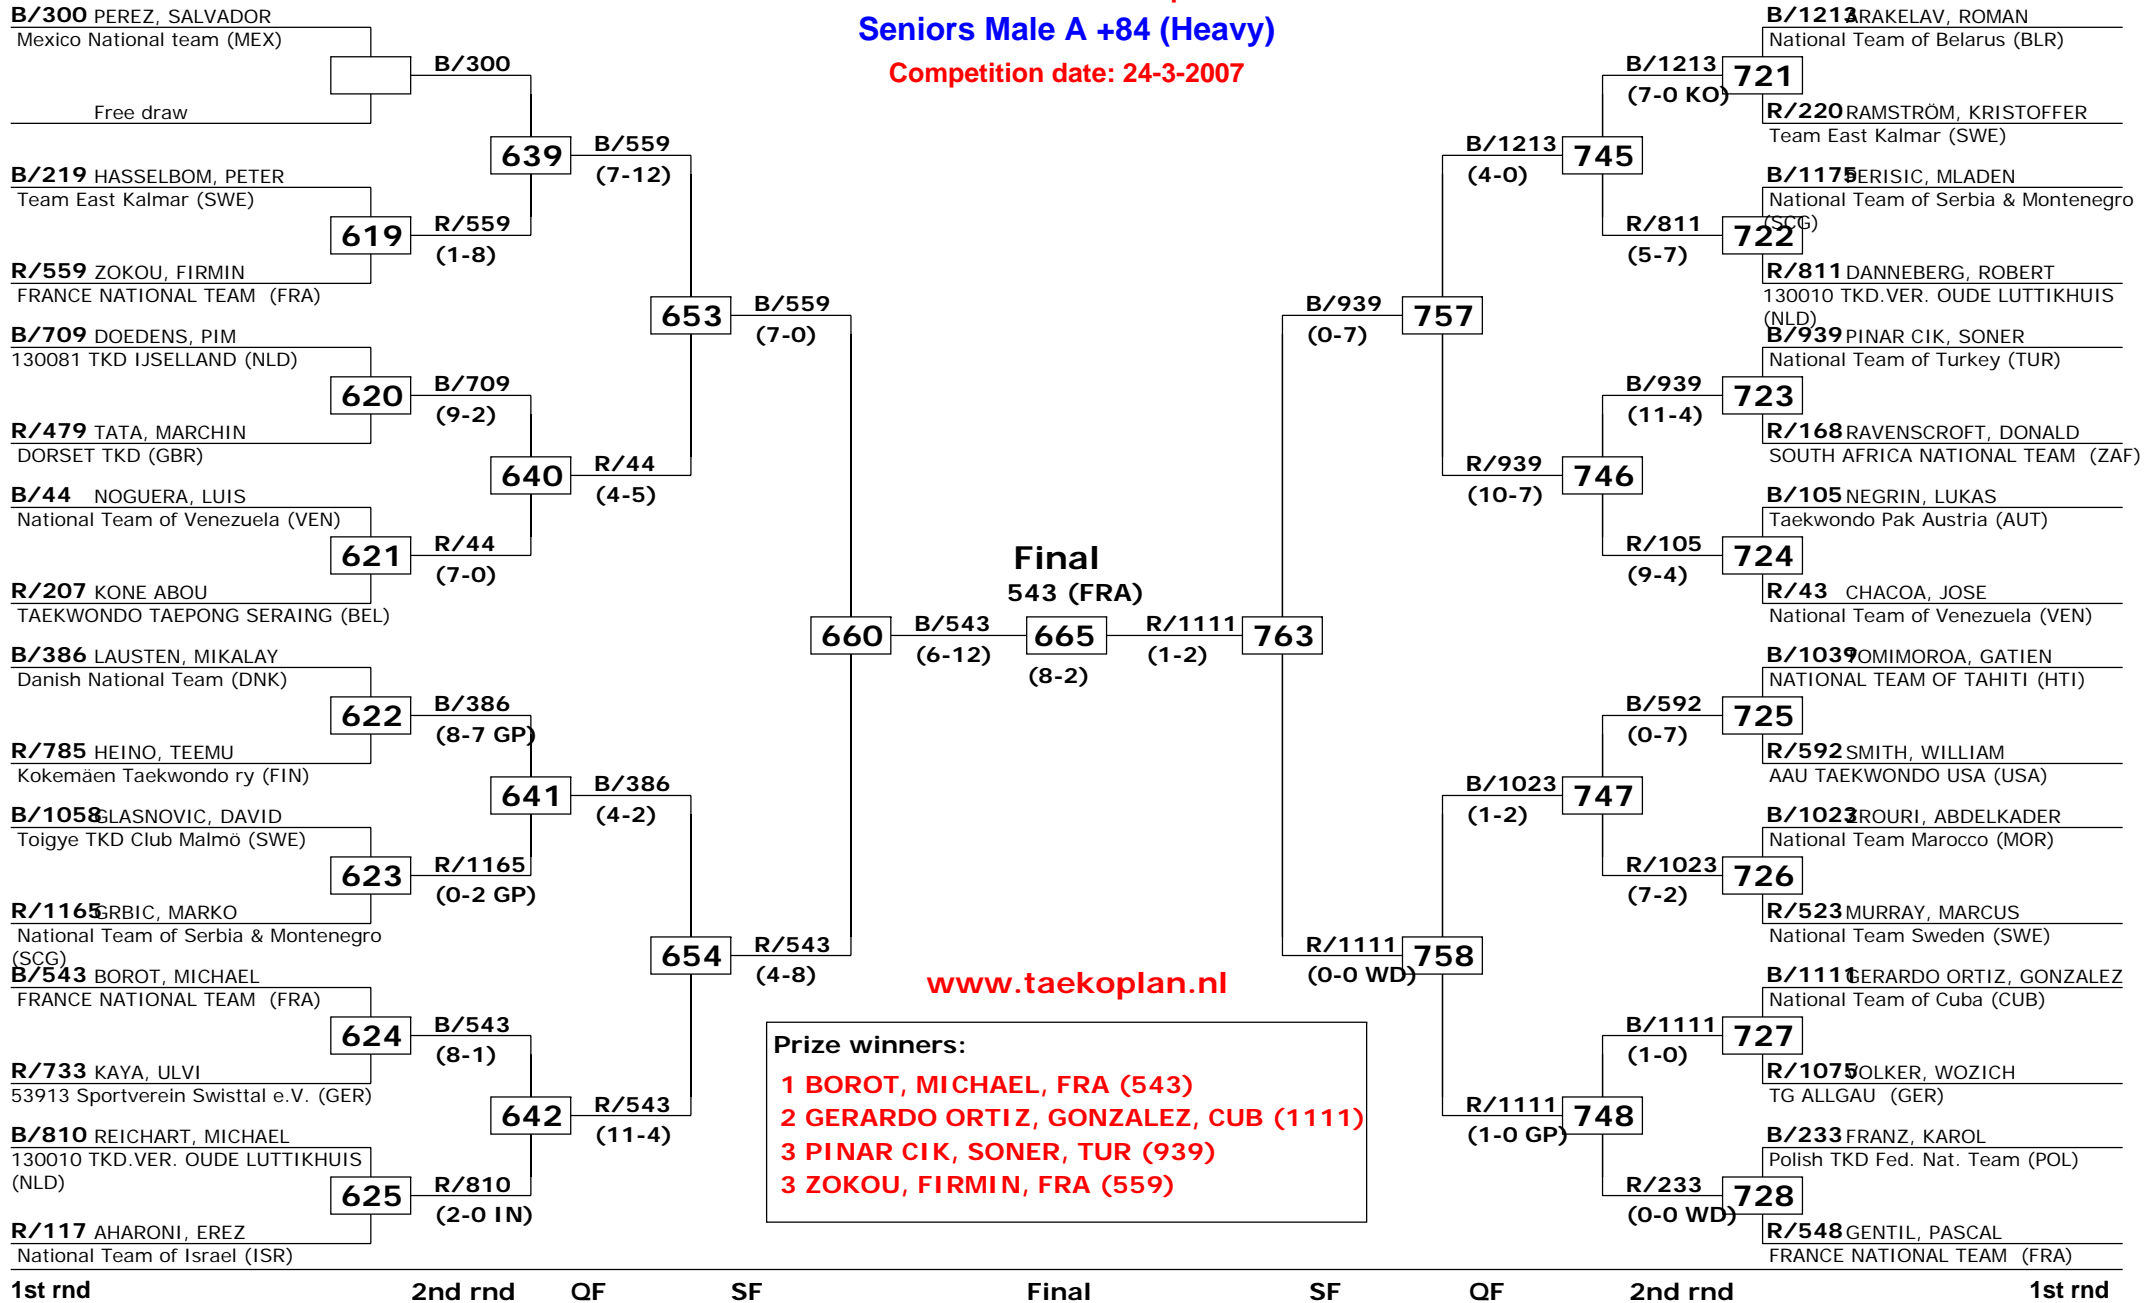 Seniors Male A +84 (Heavy)
Competition date: 24-3-2007
B/300 PEREZ, SALVADOR
Mexico National team (MEX)
Free draw
B/219 HASSELBOM, PETER
Team East Kalmar (SWE)
R/559 ZOKOU, FIRMIN
FRANCE NATIONAL TEAM (FRA)
B/709 DOEDENS, PIM
130081 TKD IJSELLAND (NLD)
R/479 TATA, MARCHIN
DORSET TKD (GBR)
B/44 NOGUERA, LUIS
National Team of Venezuela (VEN)
R/207 KONE ABOU
TAEKWONDO TAEPONG SERAING (BEL)
B/386 LAUSTEN, MIKALAY
Danish National Team (DNK)
R/785 HEINO, TEEMU
Kokemäen Taekwondo ry (FIN)
B/1058 GLASNOVIC, DAVID
Toigye TKD Club Malmö (SWE)
R/1165 GRBIC, MARKO
National Team of Serbia & Montenegro
(SCG)
B/543 BOROT, MICHAEL
FRANCE NATIONAL TEAM (FRA)
R/733 KAYA, ULVI
53913 Sportverein Swisttal e.V. (GER)
B/810 REICHART, MICHAEL
130010 TKD.VER. OUDE LUTTIKHUIS
(NLD)
R/117 AHARONI, EREZ
National Team of Israel (ISR)
B/300
619
R/559
(1-8)
620
B/709
(9-2)
621
R/44
(7-0)
622
B/386
(8-7 GP)
623
R/1165
(0-2 GP)
624
B/543
(8-1)
625
R/810
(2-0 IN)
639
B/559
(7-12)
640
R/44
(4-5)
641
B/386
(4-2)
642
R/543
(11-4)
653
B/559
(7-0)
654
R/543
(4-8)
660
B/543
(6-12)
Final
543 (FRA)
665
(8-2)
R/1111
(1-2)
763
B/939
(0-7)
757
R/1111
(0-0 WD)
758
B/1213
(4-0)
745
R/939
(10-7)
746
B/1023
(1-2)
747
R/1111
(1-0 GP)
748
B/1213
(7-0 KO)
721
R/811
(5-7)
722
B/939
(11-4)
723
R/105
(9-4)
724
B/592
(0-7)
725
R/1023
(7-2)
726
B/1111
(1-0)
727
R/233
(0-0 WD)
728
B/1213 ARAKELAV, ROMAN
National Team of Belarus (BLR)
R/220 RAMSTRÖM, KRISTOFFER
Team East Kalmar (SWE)
B/1175 PERISIC, MLADEN
National Team of Serbia & Montenegro
(SCG)
R/811 DANNEBERG, ROBERT
130010 TKD.VER. OUDE LUTTIKHUIS
(NLD)
B/939 PINAR CIK, SONER
National Team of Turkey (TUR)
R/168 RAVENSCROFT, DONALD
SOUTH AFRICA NATIONAL TEAM (ZAF)
B/105 NEGRIN, LUKAS
Taekwondo Pak Austria (AUT)
R/43 CHACOA, JOSE
National Team of Venezuela (VEN)
B/1039 TOMIMOROA, GATIEN
NATIONAL TEAM OF TAHITI (HTI)
R/592 SMITH, WILLIAM
AAU TAEKWONDO USA (USA)
B/1023 ZROURI, ABDELKADER
National Team Marocco (MOR)
R/523 MURRAY, MARCUS
National Team Sweden (SWE)
B/1111 GERARDO ORTIZ, GONZALEZ
National Team of Cuba (CUB)
R/1075 VOLKER, WOZICH
TG ALLGAU (GER)
B/233 FRANZ, KAROL
Polish TKD Fed. Nat. Team (POL)
R/548 GENTIL, PASCAL
FRANCE NATIONAL TEAM (FRA)
www.taekoplan.nl
Prize winners:
1 BOROT, MICHAEL, FRA (543)
2 GERARDO ORTIZ, GONZALEZ, CUB (1111)
3 PINAR CIK, SONER, TUR (939)
3 ZOKOU, FIRMIN, FRA (559)
1st rnd 2nd rnd QF SF Final SF QF 2nd rnd 1st rnd